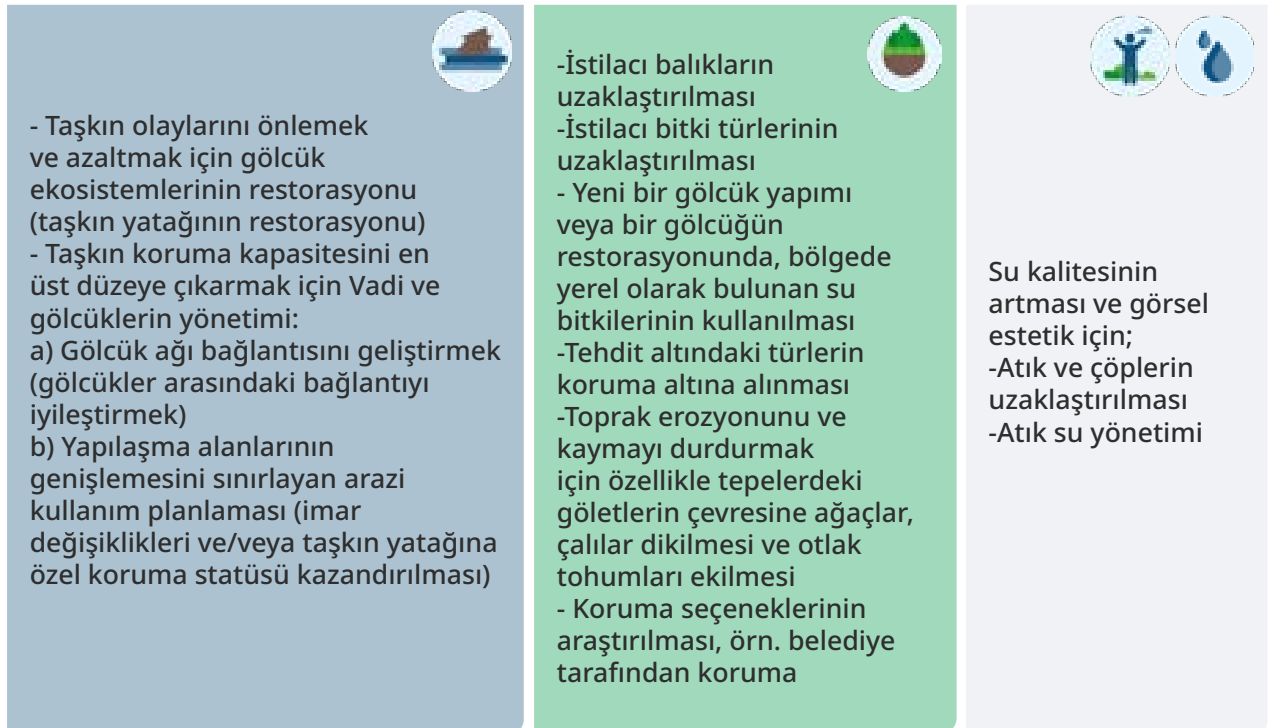 - Taşkın olaylarını önlemek
ve azaltmak için gölcük
ekosistemlerinin restorasyonu
(taşkın yatağının restorasyonu)
- Taşkın koruma kapasitesini en
üst düzeye çıkarmak için Vadi ve
gölcüklerin yönetimi:
a) Gölcük ağı bağlantısını geliştirmek
(gölcükler arasındaki bağlantıyı
iyileştirmek)
b) Yapılaşma alanlarının
genişlemesini sınırlayan arazi
kullanım planlaması (imar
değişiklikleri ve/veya taşkın yatağına
özel koruma statüsü kazandırılması)
-İstilacı balıkların
uzaklaştırılması
-İstilacı bitki türlerinin
uzaklaştırılması
- Yeni bir gölcük yapımı
veya bir gölcüğün
restorasyonunda, bölgede
yerel olarak bulunan su
bitkilerinin kullanılması
-Tehdit altındaki türlerin
koruma altına alınması
-Toprak erozyonunu ve
kaymayı durdurmak
için özellikle tepelerdeki
göletlerin çevresine ağaçlar,
çalılar dikilmesi ve otlak
tohumları ekilmesi
- Koruma seçeneklerinin
araştırılması, örn. belediye
tarafından koruma
Su kalitesinin
artması ve görsel
estetik için;
-Atık ve çöplerin
uzaklaştırılması
-Atık su yönetimi